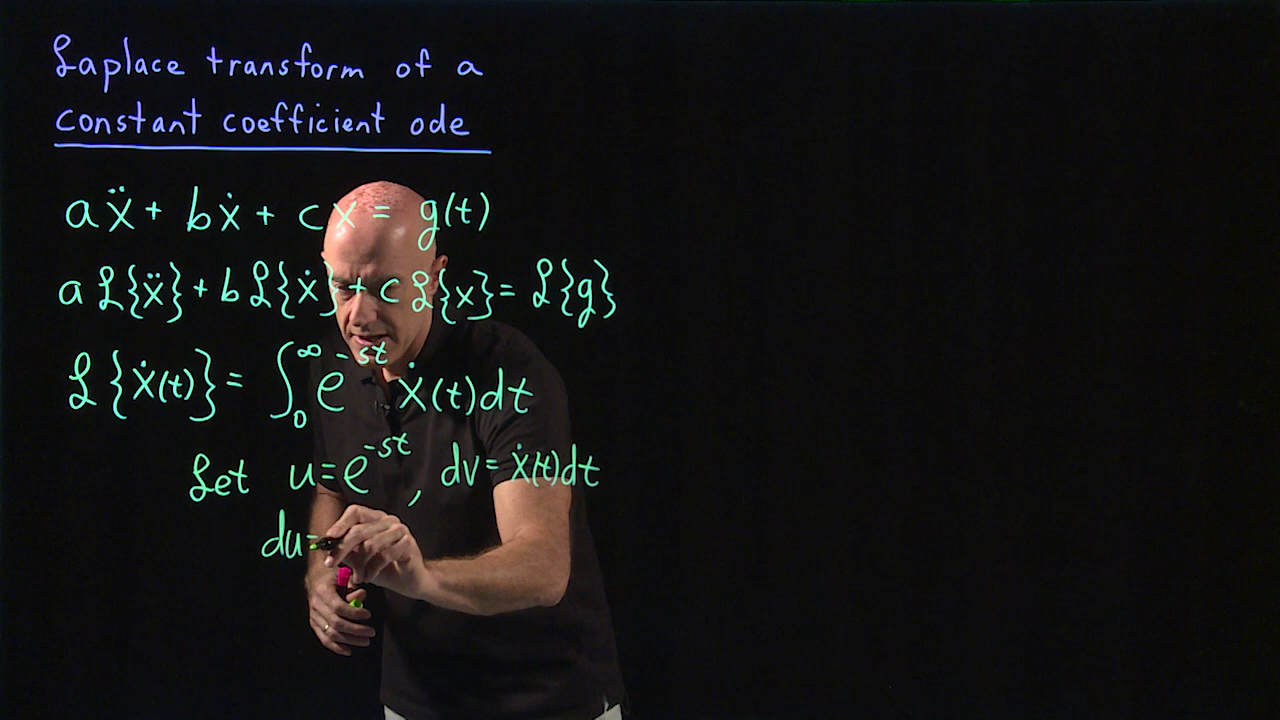 Laplace transform of a
constant coefficient ode
aẍ + bẋ + cx = g(t)
aℒ{ẍ} + bℒ{ẋ} + cℒ{x} = ℒ{g}
ℒ{ẋ(t)} = ∫₀^∞ e^{-st} ẋ(t)dt
Let u = e^{-st}, dv = ẋ(t)dt
du =